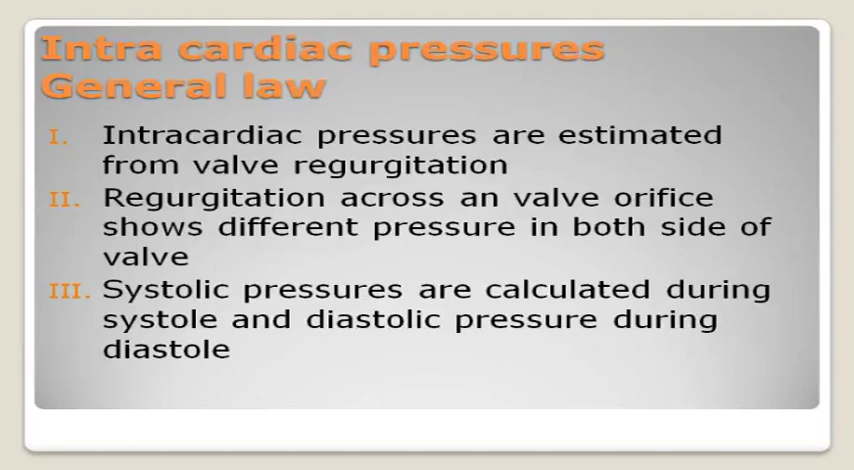 Intra cardiac pressures
General law
I. Intracardiac pressures are estimated
from valve regurgitation
II. Regurgitation across an valve orifice
shows different pressure in both side of
valve
III. Systolic pressures are calculated during
systole and diastolic pressure during
diastole